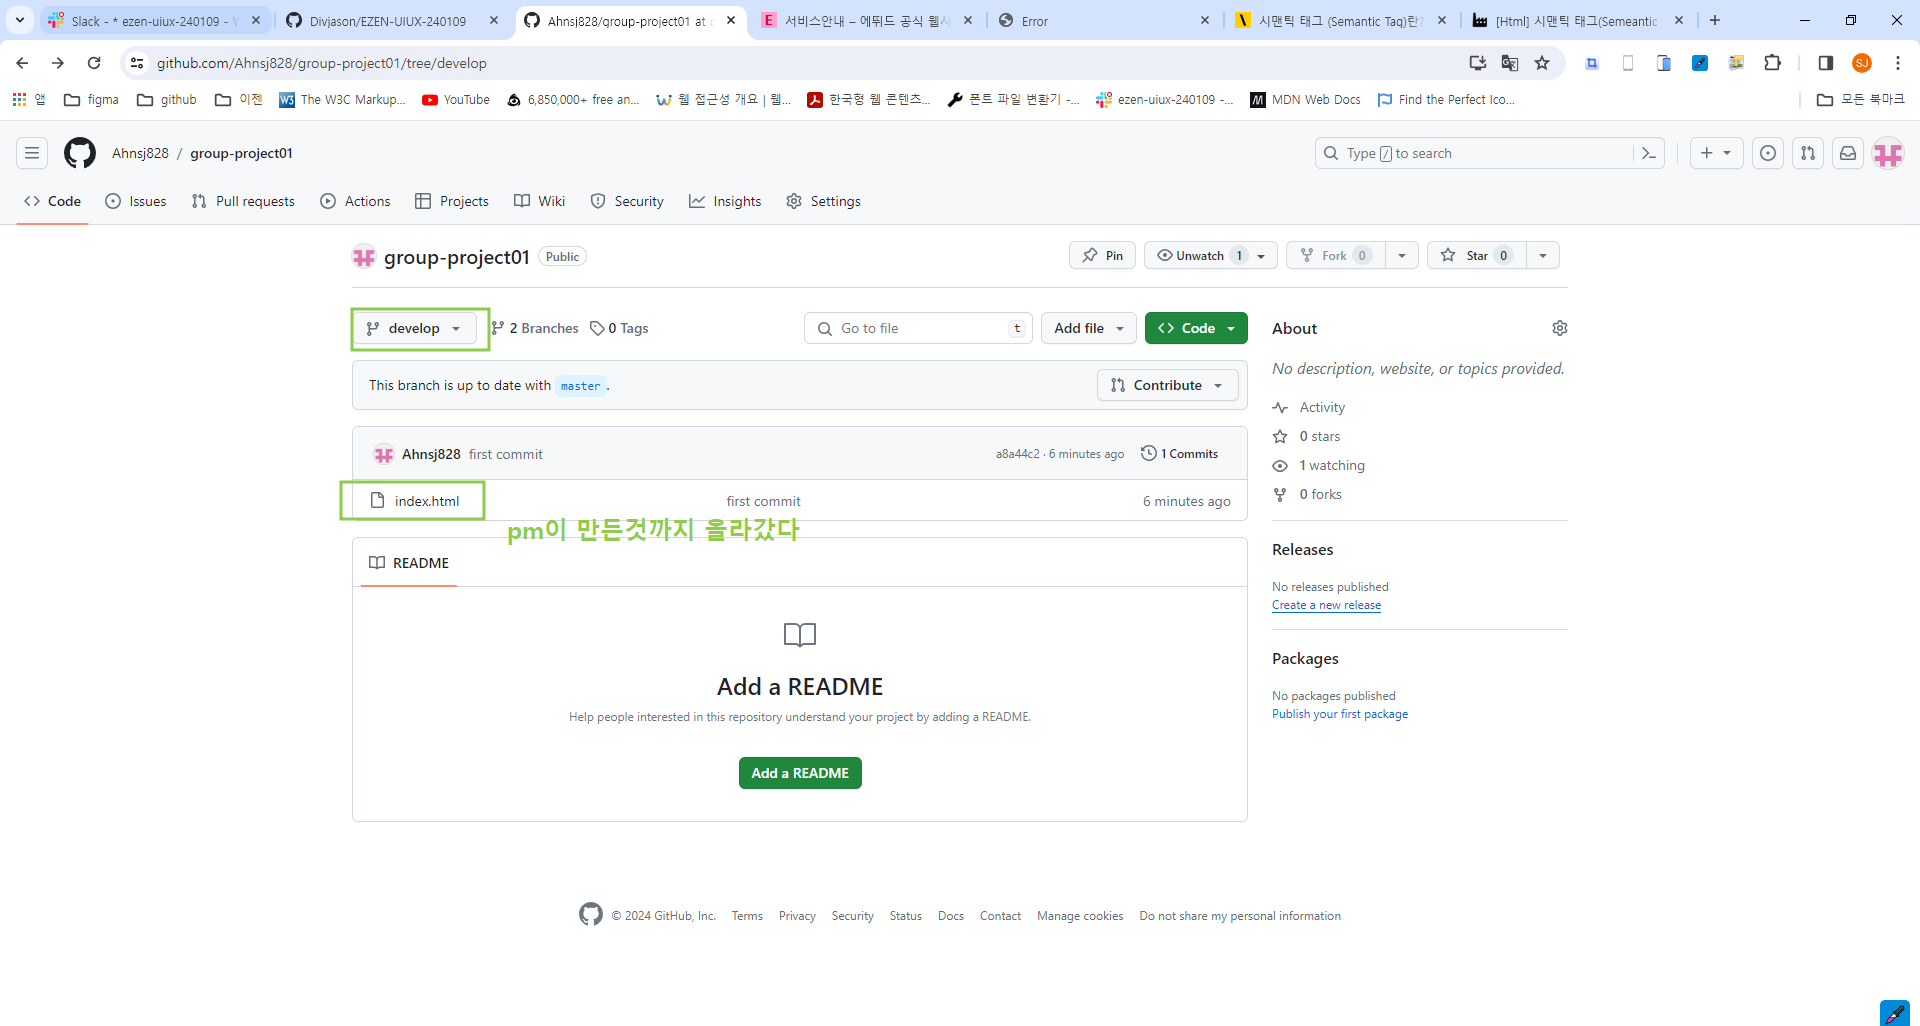 Slack - * ezen-uiux-240109 - V
Divjason/EZEN-UIUX-240109
Ahnsj828/group-project01 at c
E
서비스안내 – 에뛰드 공식 웹사
Error
시맨틱 태그 (Semantic Tag)란?
[Html] 시맨틱 태그(Semeantic
github.com/Ahnsj828/group-project01/tree/develop
SJ
앱
figma
github
이젠
W3
The W3C Markup...
YouTube
6,850,000+ free an...
웹 접근성 개요 | 웹...
한국형 웹 콘텐츠...
폰트 파일 변환기 -...
ezen-uiux-240109 -...
M
MDN Web Docs
Find the Perfect Ico...
모든 북마크
Ahnsj828 / group-project01
Type / to search
Code
Issues
Pull requests
Actions
Projects
Wiki
Security
Insights
Settings
group-project01
Public
Pin
Unwatch 1
Fork 0
Star 0
develop
2 Branches
0 Tags
Go to file
t
Add file
Code
About
This branch is up to date with master .
Contribute
No description, website, or topics provided.
Activity
0 stars
1 watching
0 forks
Ahnsj828 first commit
a8a44c2 · 6 minutes ago
1 Commits
index.html
first commit
6 minutes ago
pm이 만든것까지 올라갔다
README
Releases
No releases published
Create a new release
Add a README
Help people interested in this repository understand your project by adding a README.
Add a README
Packages
No packages published
Publish your first package
© 2024 GitHub, Inc.
Terms
Privacy
Security
Status
Docs
Contact
Manage cookies
Do not share my personal information